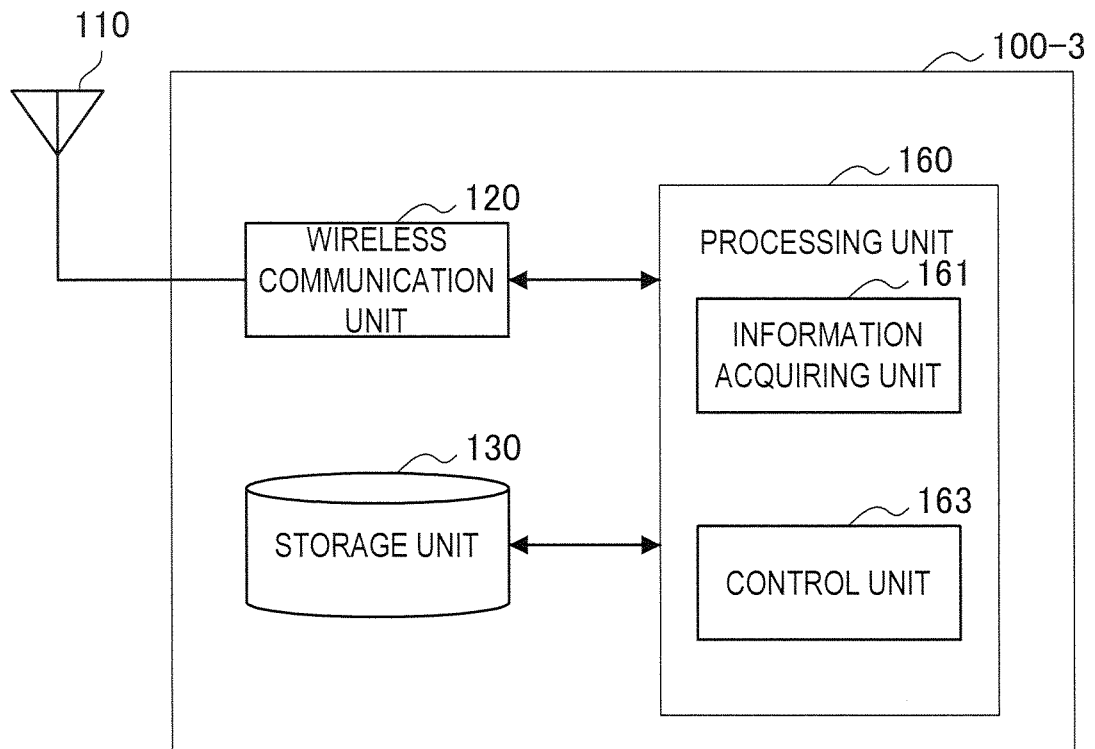 110
100-3
160
120
WIRELESS
COMMUNICATION
UNIT
PROCESSING UNIT
161
INFORMATION
ACQUIRING UNIT
130
STORAGE UNIT
163
CONTROL UNIT